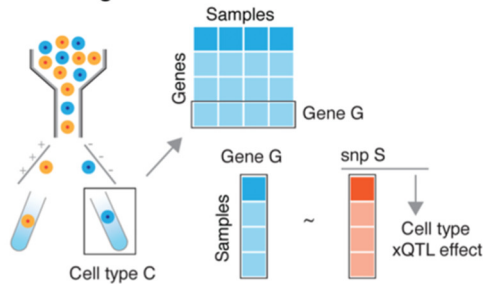 Samples
Genes
Gene G
+ + +
- - -
Cell type C
Gene G
snp S
Samples
~
Cell type
xQTL effect